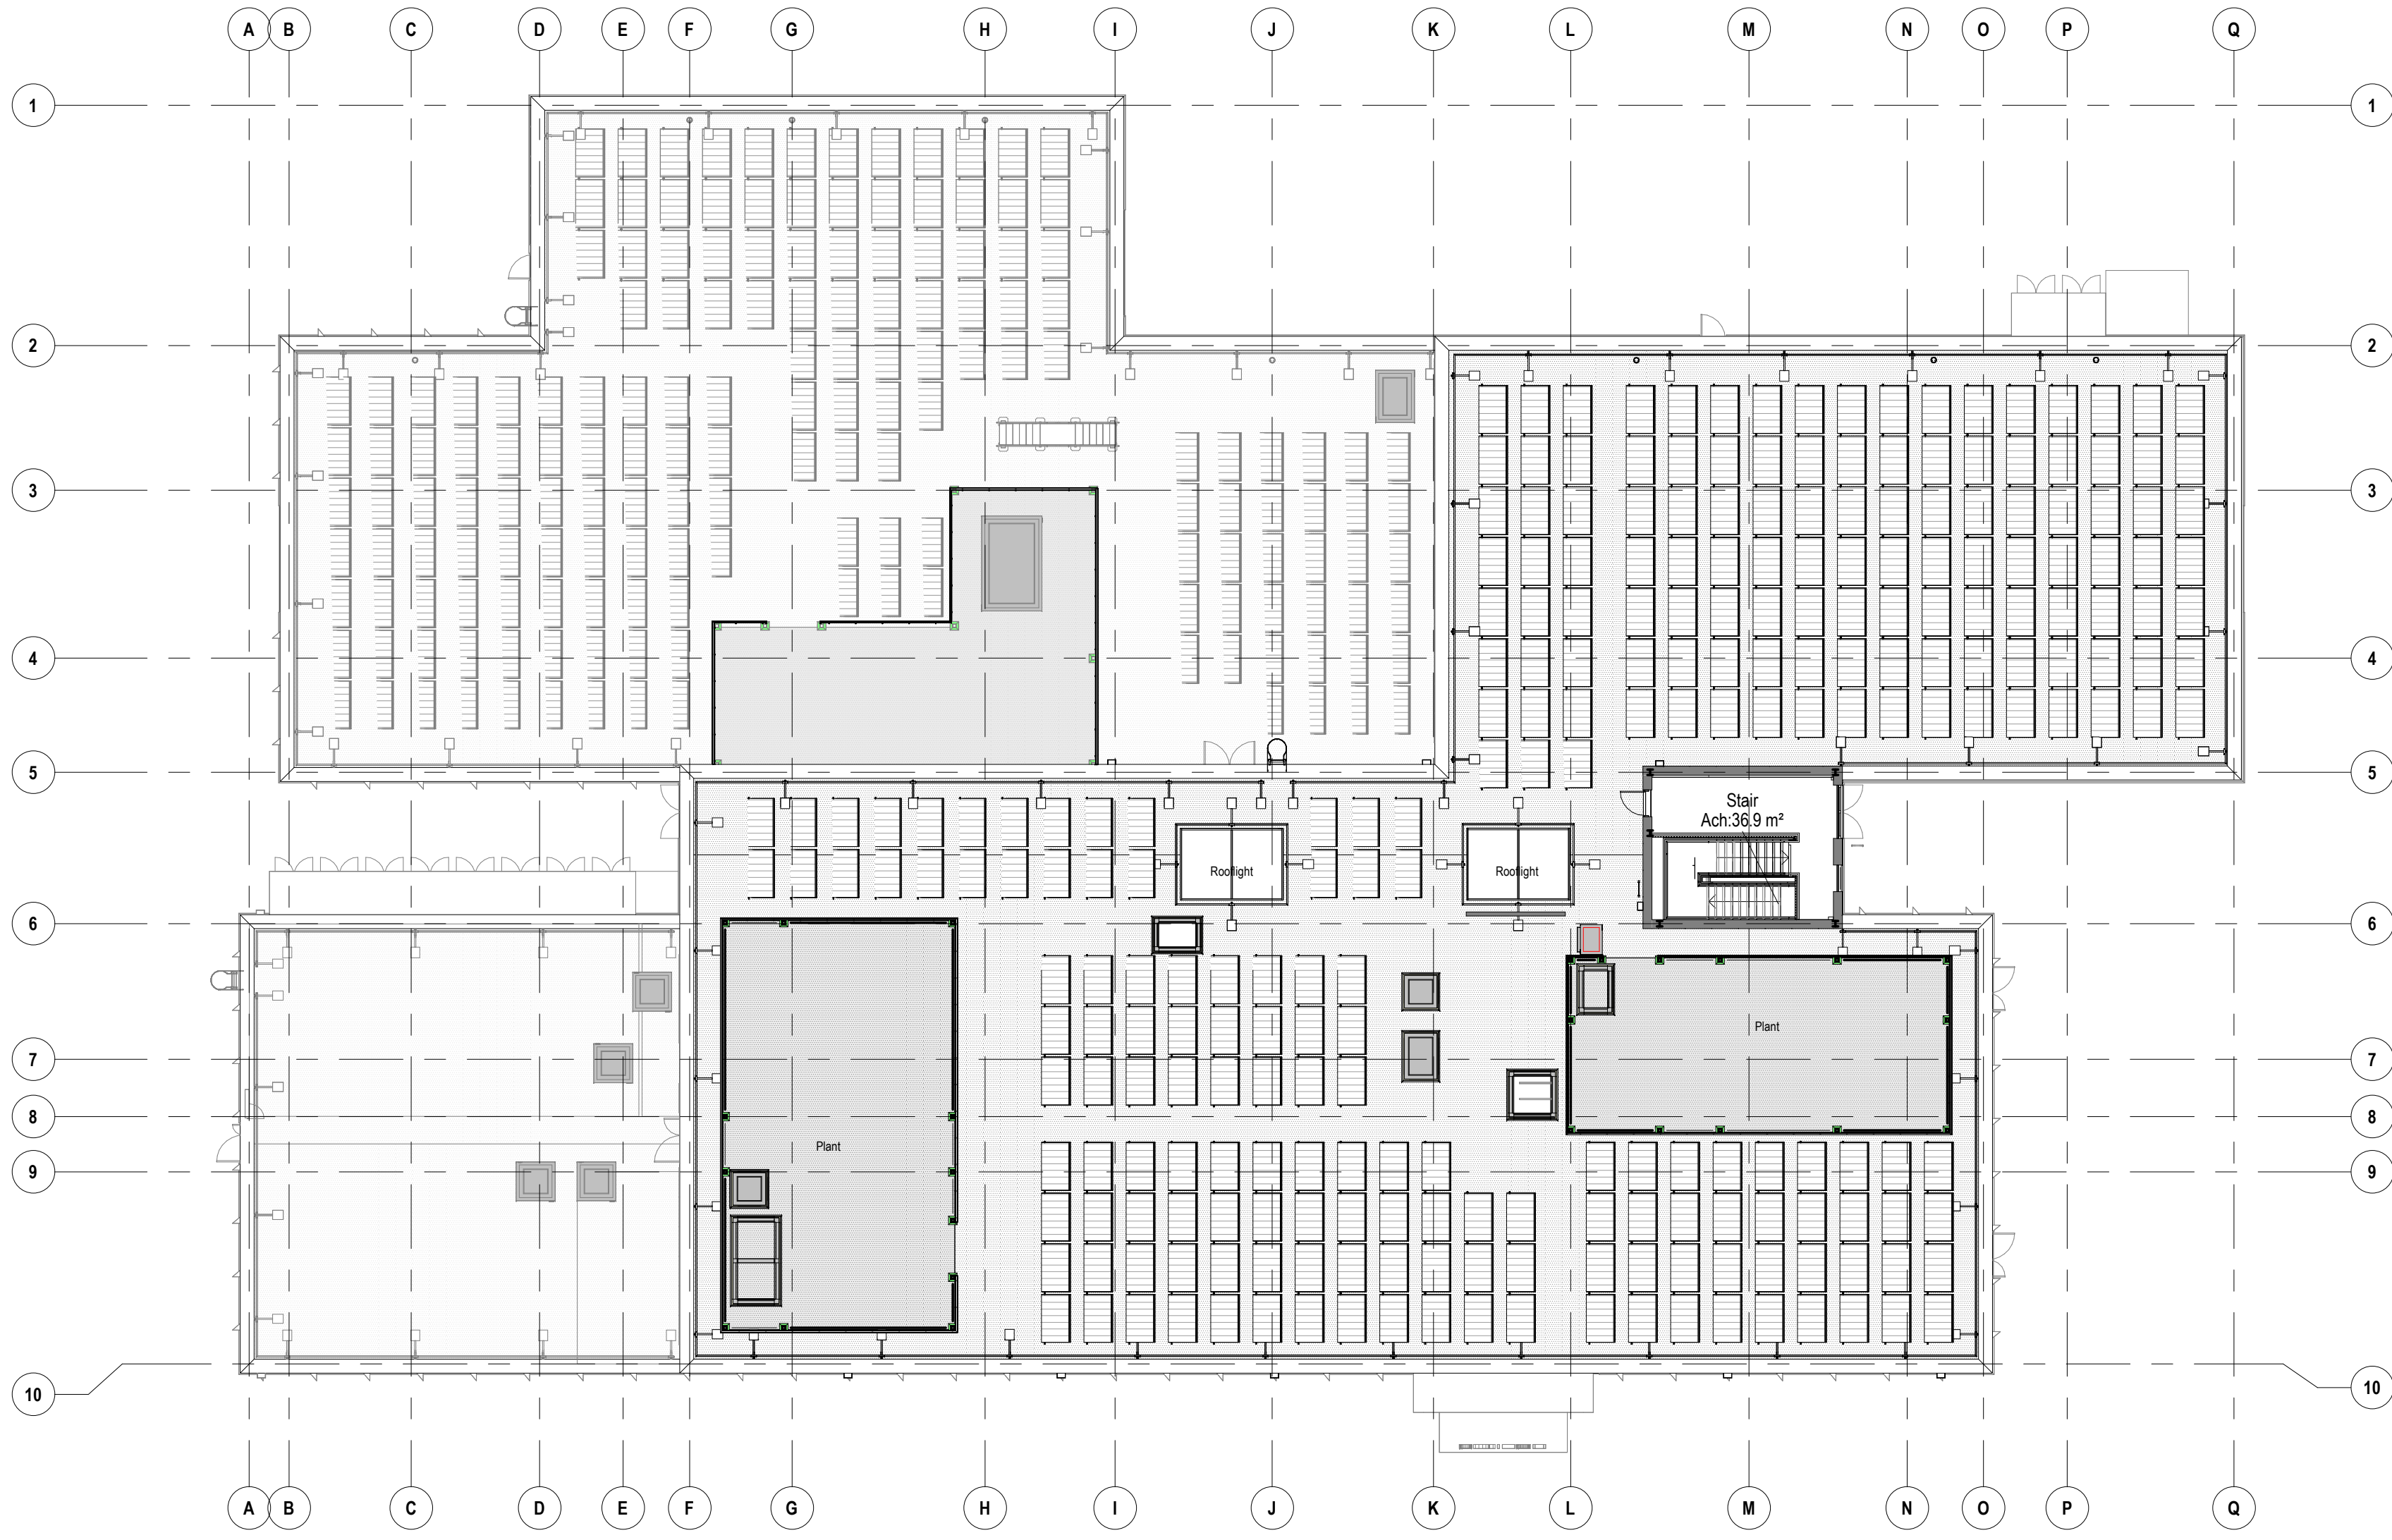 A B C D E F G H I J K L M N O P Q
1 1
2 2
3 3
4 4
5 5
Stair
Ach:36.9 m²
Rooflight Rooflight
6 6
Plant
7 7
8 8
Plant
9 9
10 10
A B C D E F G H I J K L M N O P Q